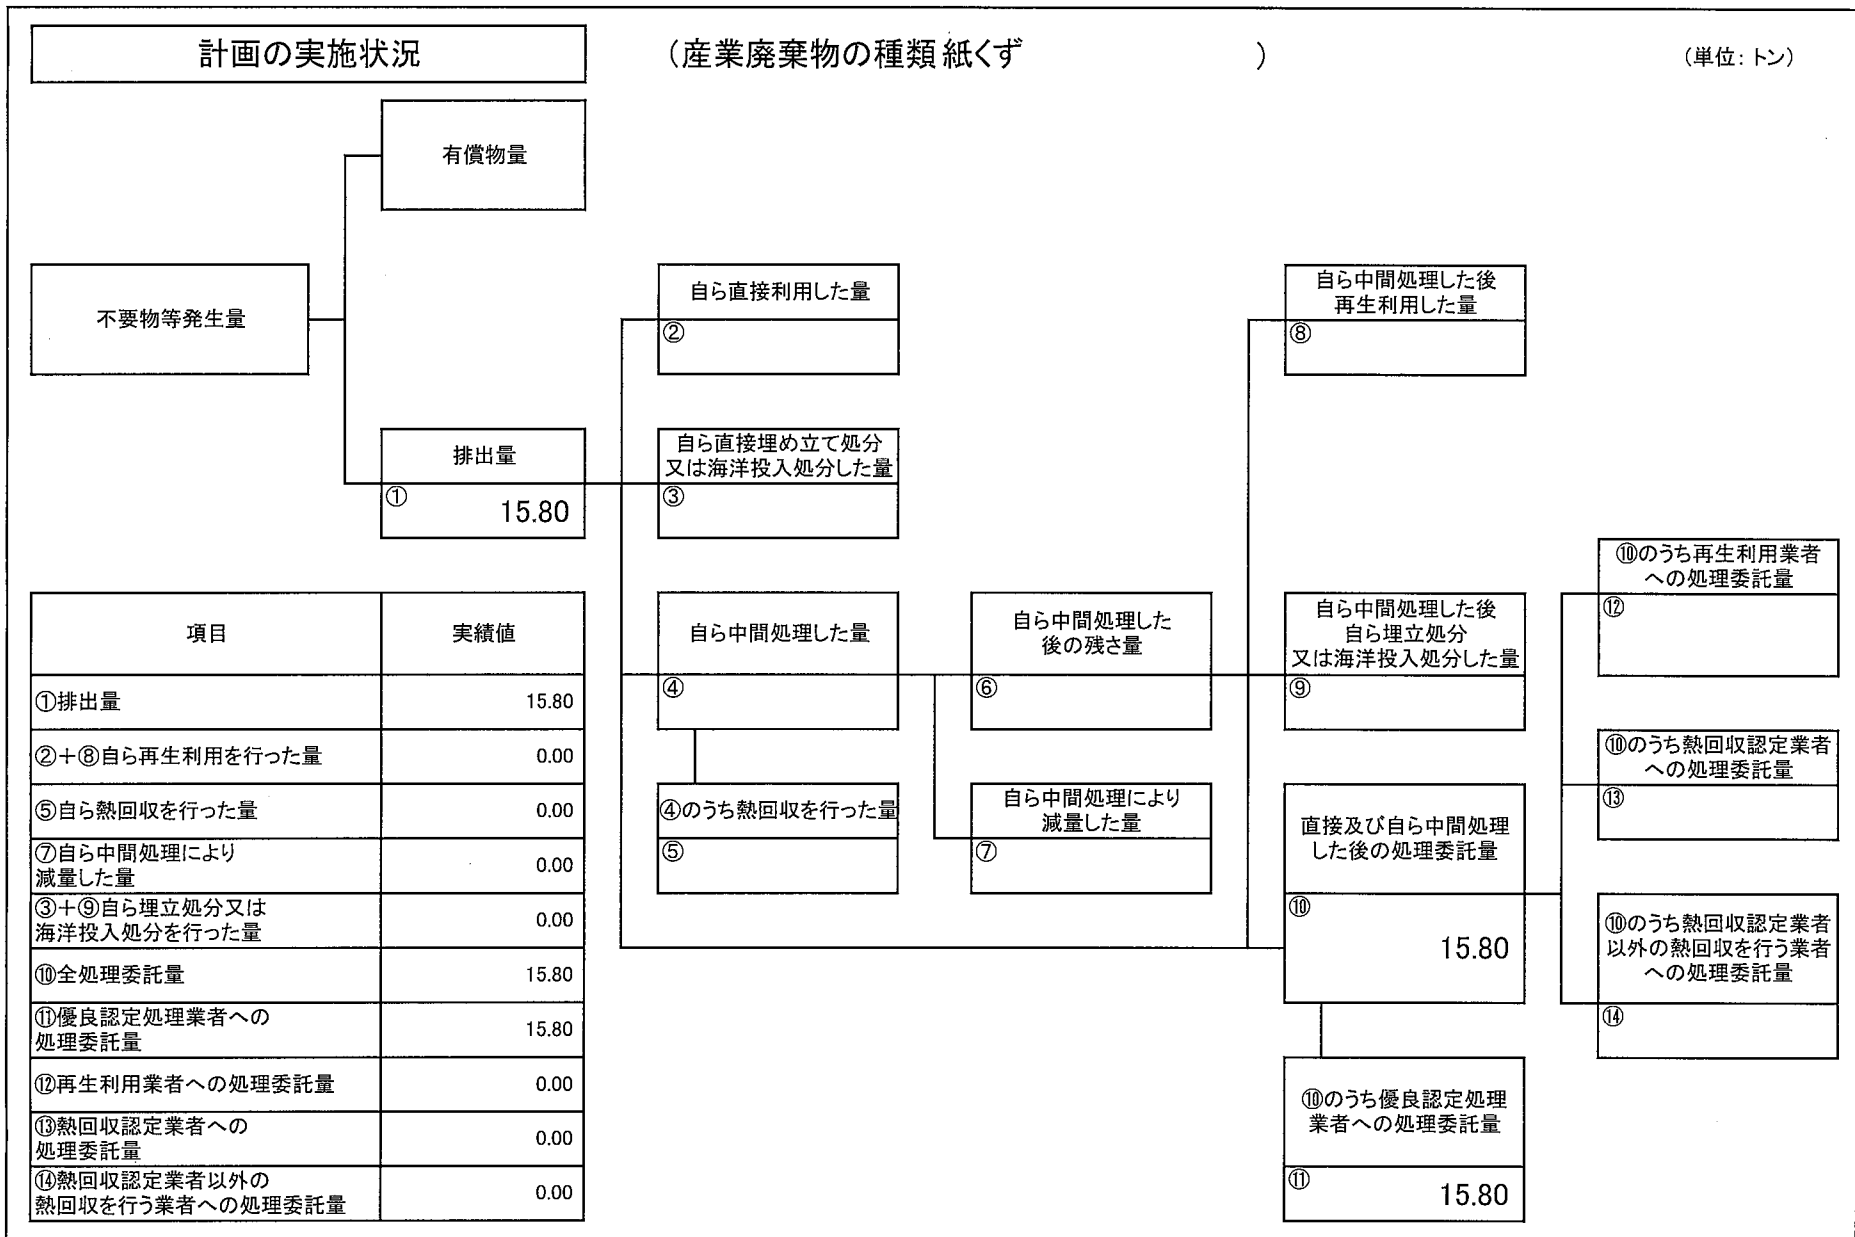 計画の実施状況
（産業廃棄物の種類 紙くず　　　　　　　　）
（単位：トン）
有償物量
不要物等発生量
自ら直接利用した量
②
自ら中間処理した後
再生利用した量
⑧
排出量
① 15.80
自ら直接埋め立て処分
又は海洋投入処分した量
③
⑩のうち再生利用業者
への処理委託量
⑫
自ら中間処理した量
④
自ら中間処理した
後の残さ量
⑥
自ら中間処理した後
自ら埋立処分
又は海洋投入処分した量
⑨
⑩のうち熱回収認定業者
への処理委託量
⑬
④のうち熱回収を行った量
⑤
自ら中間処理により
減量した量
⑦
直接及び自ら中間処理
した後の処理委託量
⑩
15.80
⑩のうち熱回収認定業者
以外の熱回収を行う業者
への処理委託量
⑭
⑩のうち優良認定処理
業者への処理委託量
⑪ 15.80
項目 実績値
①排出量 15.80
②＋⑧自ら再生利用を行った量 0.00
⑤自ら熱回収を行った量 0.00
⑦自ら中間処理により
減量した量 0.00
③＋⑨自ら埋立処分又は
海洋投入処分を行った量 0.00
⑩全処理委託量 15.80
⑪優良認定処理業者への
処理委託量 15.80
⑫再生利用業者への処理委託量 0.00
⑬熱回収認定業者への
処理委託量 0.00
⑭熱回収認定業者以外の
熱回収を行う業者への処理委託量 0.00